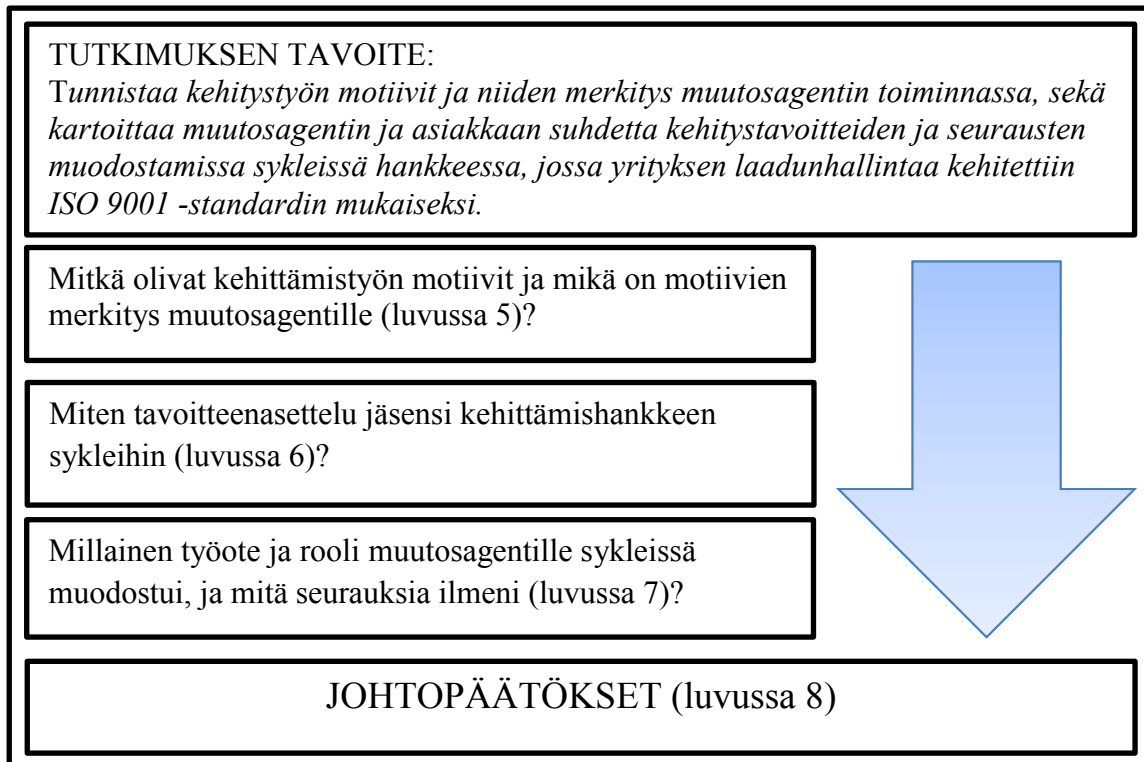 TUTKIMUKSEN TAVOITE:
Tunnistaa kehitystyön motiivit ja niiden merkitys muutosagentin toiminnassa, sekä
kartoittaa muutosagentin ja asiakkaan suhdetta kehitystavoitteiden ja seurausten
muodostamissa sykleissä hankkeessa, jossa yrityksen laadunhallintaa kehitettiin
ISO 9001 -standardin mukaiseksi.
Mitkä olivat kehittämistyön motiivit ja mikä on motiivien
merkitys muutosagentille (luvussa 5)?
Miten tavoitteenasettelu jäsensi kehittämishankkeen
sykleihin (luvussa 6)?
Millainen työote ja rooli muutosagentille sykleissä
muodostui, ja mitä seurauksia ilmeni (luvussa 7)?
JOHTOPÄÄTÖKSET (luvussa 8)